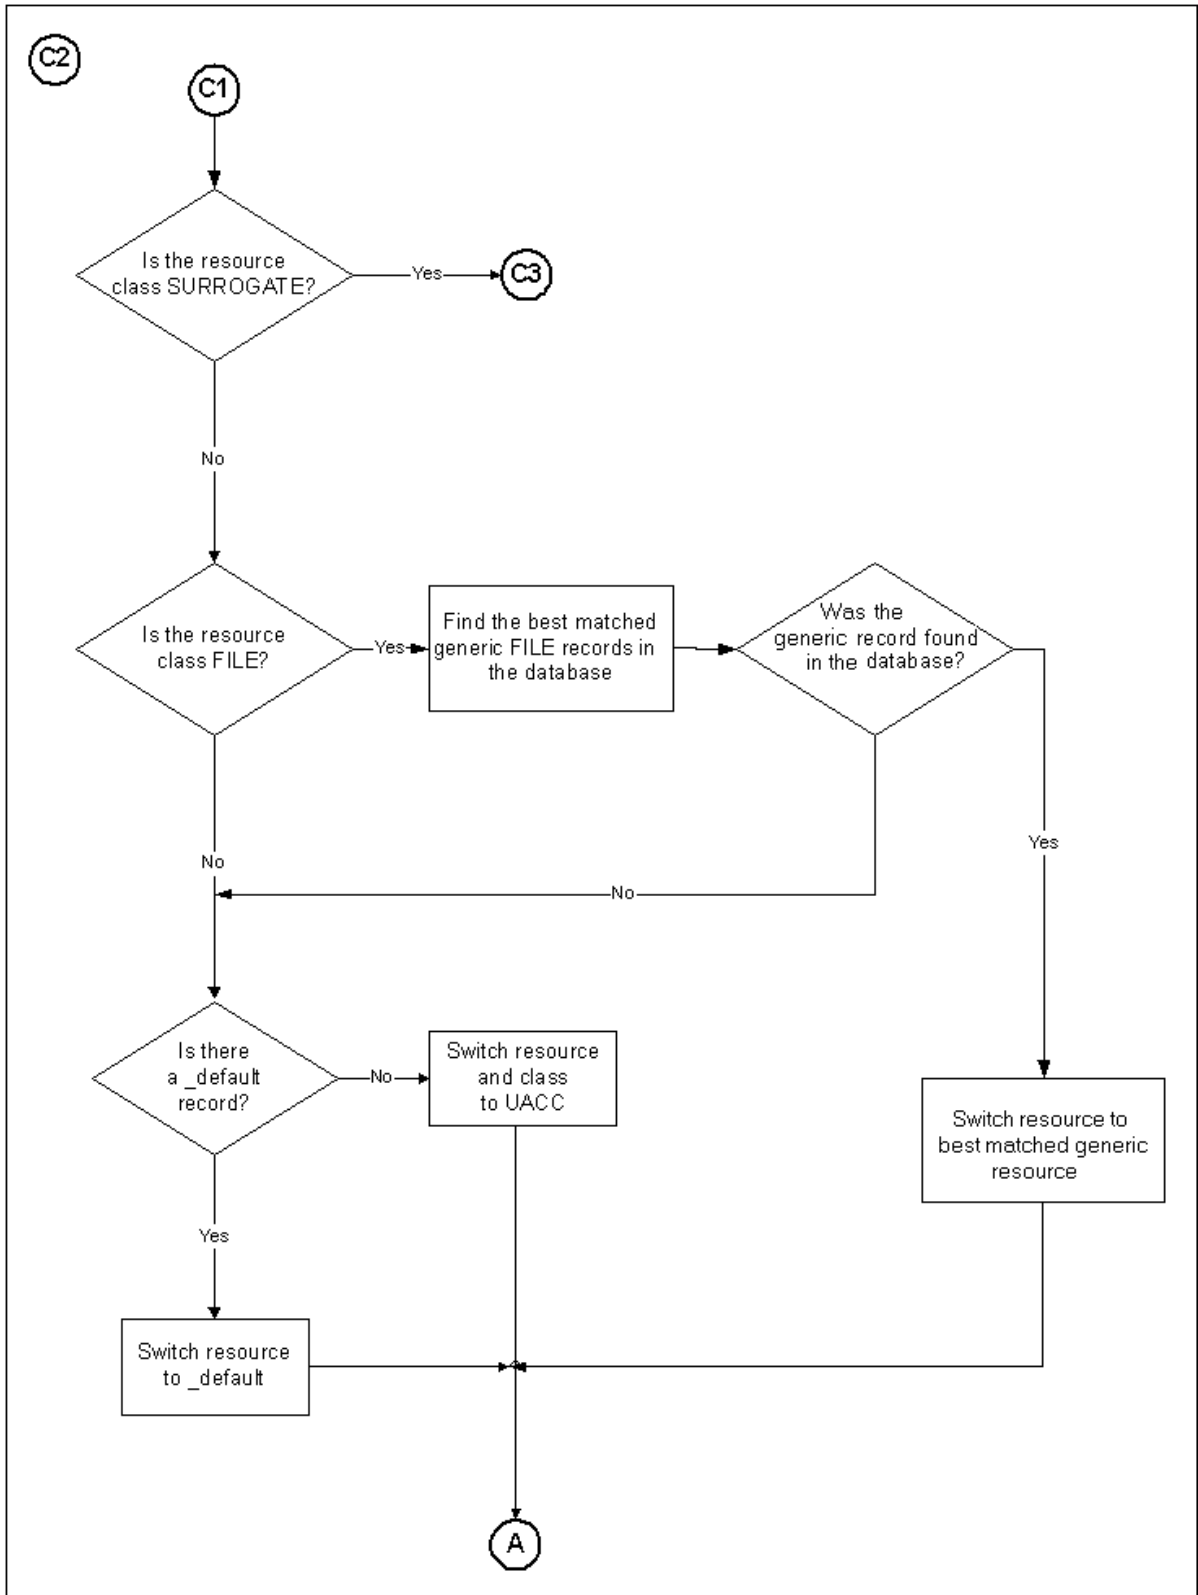 C2
C1
Is the resource
class SURROGATE?
Yes
C3
No
Is the resource
class FILE?
Yes
Find the best matched
generic FILE records in
the database
Was the
generic record found
in the database?
No
No
Yes
Is there
a _default
record?
No
Switch resource
and class
to UACC
Switch resource to
best matched generic
resource
Yes
Switch resource
to _default
A